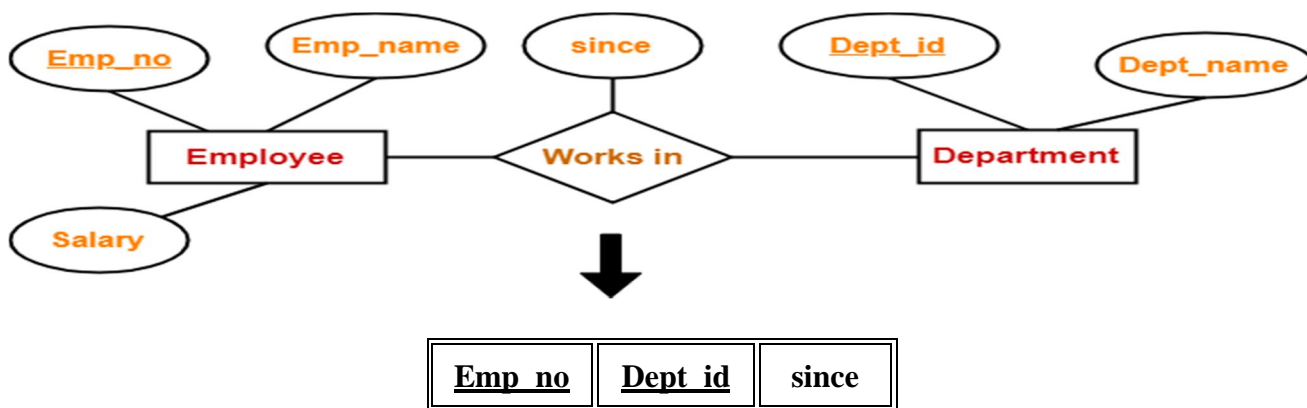 Emp_no
Emp_name
since
Dept_id
Dept_name
Employee
Works in
Department
Salary
Emp_no Dept_id since